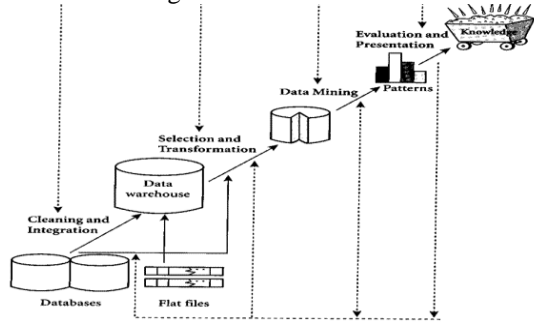 Evaluation and
Presentation
Knowledge
Patterns
Data Mining
Selection and
Transformation
Data
warehouse
Cleaning and
Integration
Databases
Flat files